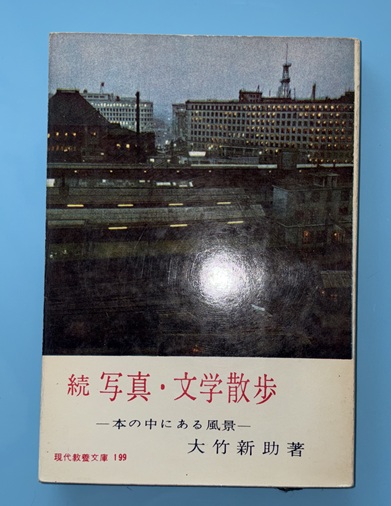 続 写真・文学散歩
―本の中にある風景―
大竹新助著
現代教養文庫 199